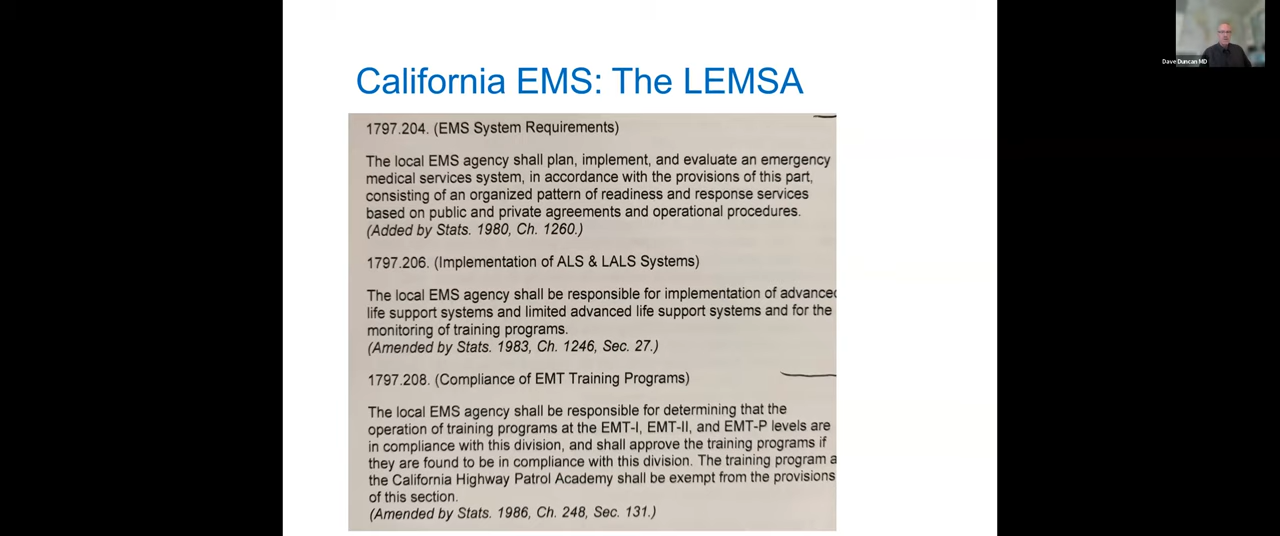 California EMS: The LEMSA
Dave Duncan MD
1797.204. (EMS System Requirements)
The local EMS agency shall plan, implement, and evaluate an emergency
medical services system, in accordance with the provisions of this part,
consisting of an organized pattern of readiness and response services
based on public and private agreements and operational procedures.
(Added by Stats. 1980, Ch. 1260.)
1797.206. (Implementation of ALS & LALS Systems)
The local EMS agency shall be responsible for implementation of advance
life support systems and limited advanced life support systems and for the
monitoring of training programs.
(Amended by Stats. 1983, Ch. 1246, Sec. 27.)
1797.208. (Compliance of EMT Training Programs)
The local EMS agency shall be responsible for determining that the
operation of training programs at the EMT-I, EMT-II, and EMT-P levels are
in compliance with this division, and shall approve the training programs if
they are found to be in compliance with this division. The training program a
the California Highway Patrol Academy shall be exempt from the provisions
of this section.
(Amended by Stats. 1986, Ch. 248, Sec. 131.)